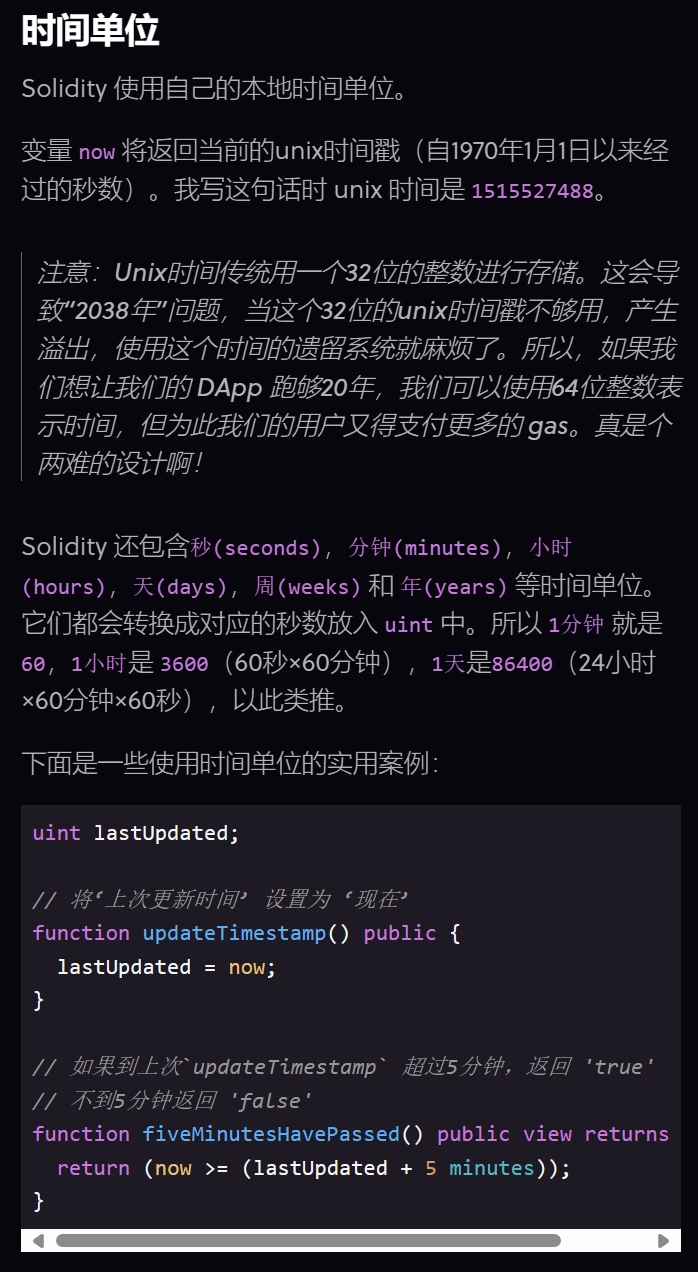 时间单位
Solidity 使用自己的本地时间单位。
变量 now 将返回当前的unix时间戳（自1970年1月1日以来经
过的秒数）。我写这句话时 unix 时间是 1515527488。
注意：Unix时间传统用一个32位的整数进行存储。这会导
致“2038年”问题，当这个32位的unix时间戳不够用，产生
溢出，使用这个时间的遗留系统就麻烦了。所以，如果我
们想让我们的 DApp 跑够20年，我们可以使用64位整数表
示时间，但为此我们的用户又得支付更多的 gas。真是个
两难的设计啊！
Solidity 还包含秒(seconds)，分钟(minutes)，小时
(hours)，天(days)，周(weeks) 和 年(years) 等时间单位。
它们都会转换成对应的秒数放入 uint 中。所以 1分钟 就是
60，1小时是 3600（60秒×60分钟），1天是86400（24小时
×60分钟×60秒），以此类推。
下面是一些使用时间单位的实用案例：
uint lastUpdated;
// 将‘上次更新时间’ 设置为 ‘现在’
function updateTimestamp() public {
  lastUpdated = now;
}
// 如果到上次`updateTimestamp` 超过5分钟，返回 'true'
// 不到5分钟返回 'false'
function fiveMinutesHavePassed() public view returns
  return (now >= (lastUpdated + 5 minutes));
}